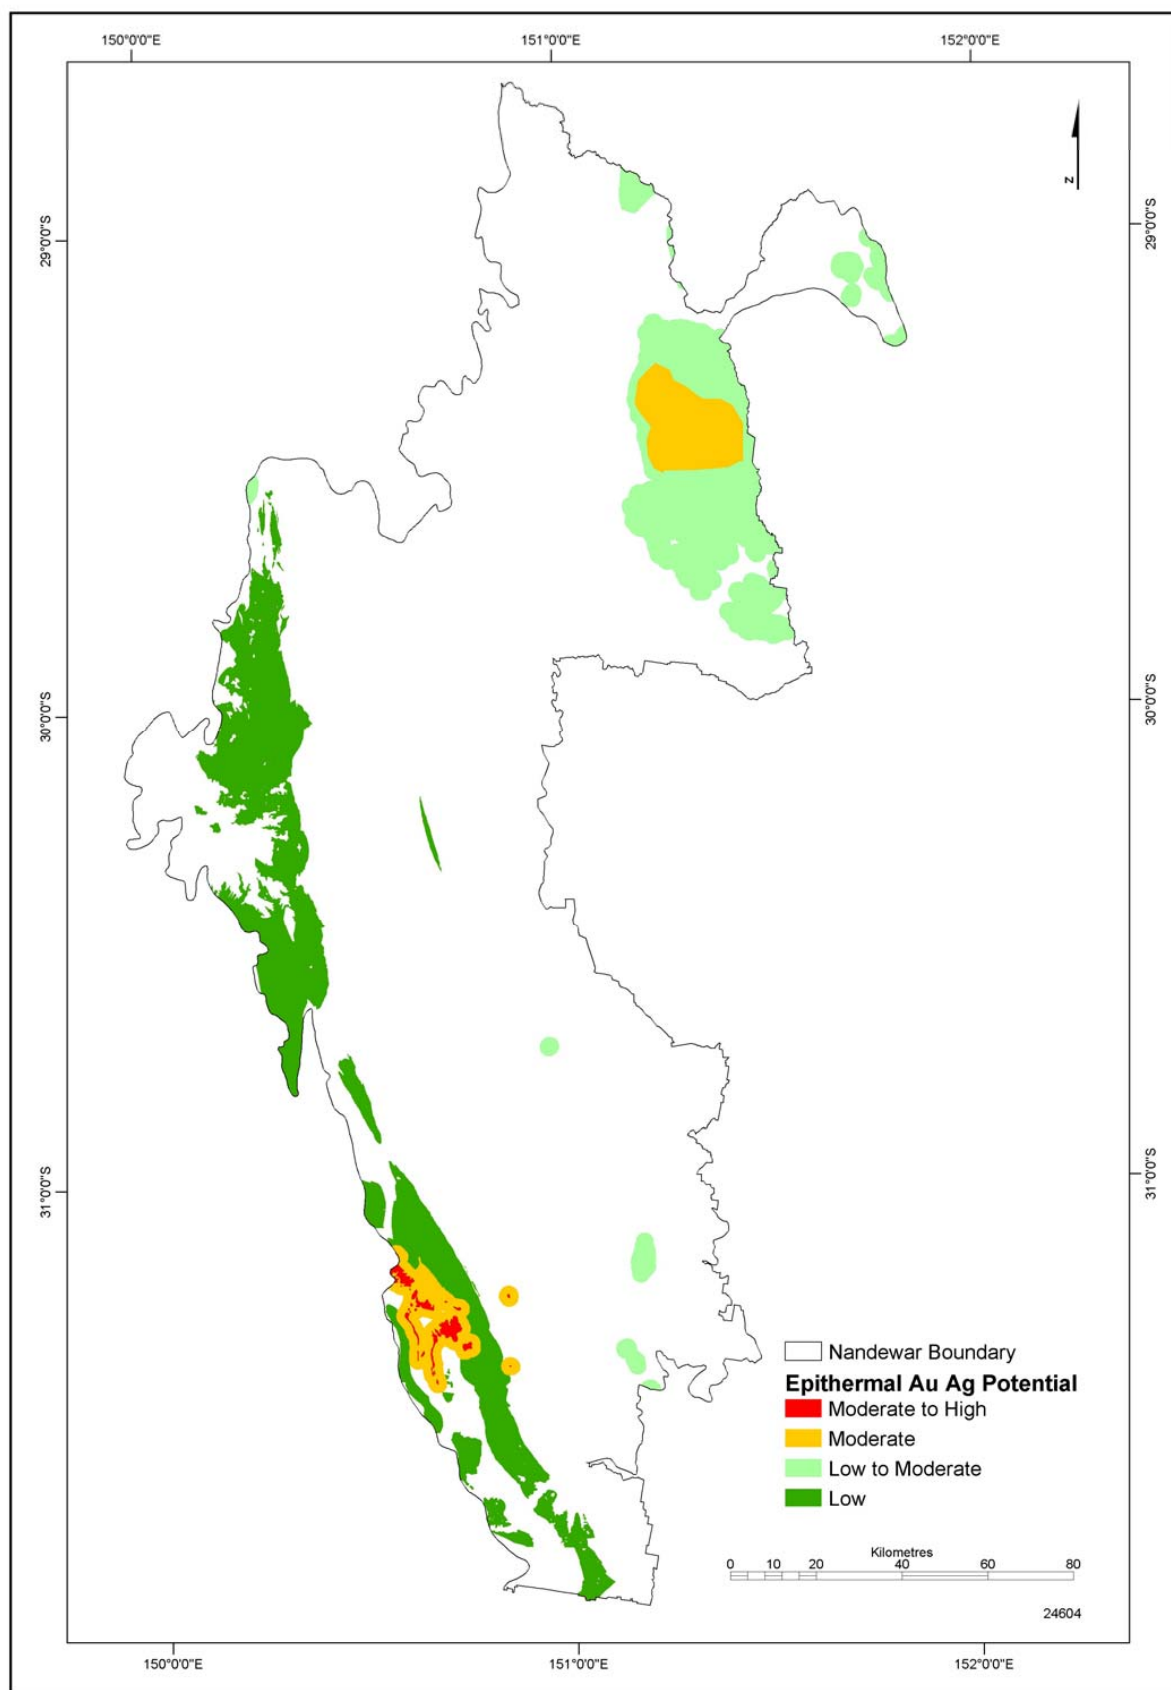 150°0'0"E 151°0'0"E 152°0'0"E
z
29°0'0"S 29°0'0"S
30°0'0"S 30°0'0"S
31°0'0"S 31°0'0"S
Nandewar Boundary
Epithermal Au Ag Potential
Moderate to High
Moderate
Low to Moderate
Low
Kilometres
0 10 20 40 60 80
24604
150°0'0"E 151°0'0"E 152°0'0"E